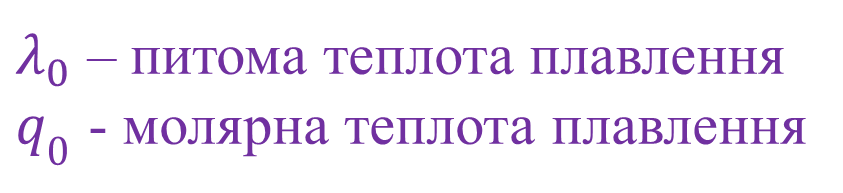 λ₀ – питома теплота плавлення
q₀ - молярна теплота плавлення